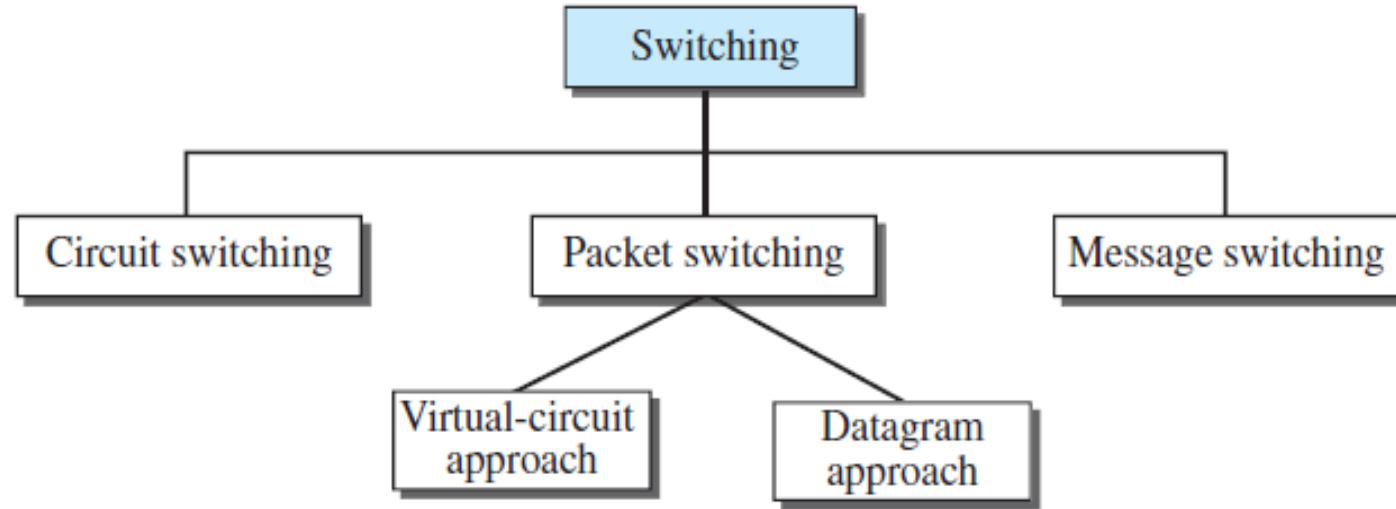 Switching
Circuit switching
Packet switching
Message switching
Virtual-circuit
approach
Datagram
approach